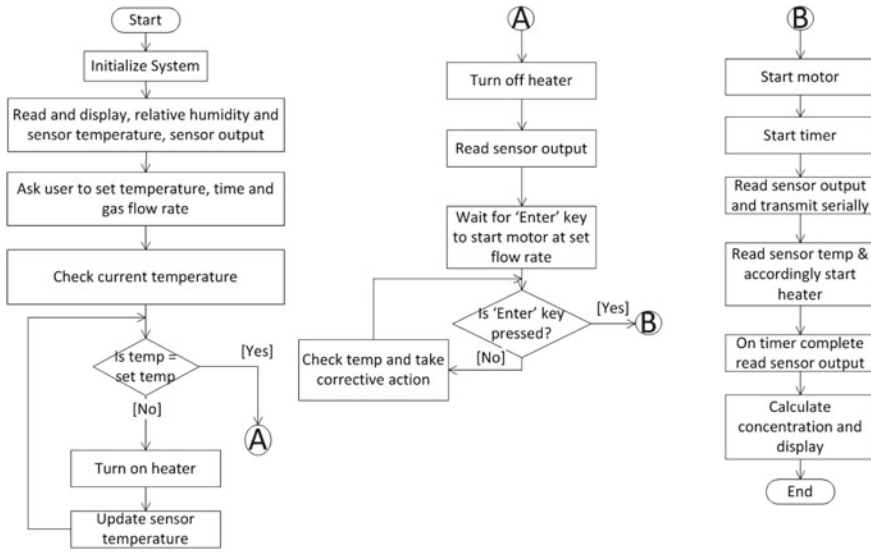 Start
Initialize System
Read and display, relative humidity and
sensor temperature, sensor output
Ask user to set temperature, time and
gas flow rate
Check current temperature
Is temp =
set temp
[Yes]
[No]
A
Turn on heater
Update sensor
temperature
A
Turn off heater
Read sensor output
Wait for ‘Enter’ key
to start motor at set
flow rate
Is ‘Enter’ key
pressed?
[Yes]
B
[No]
Check temp and take
corrective action
B
Start motor
Start timer
Read sensor output
and transmit serially
Read sensor temp &
accordingly start
heater
On timer complete
read sensor output
Calculate
concentration and
display
End